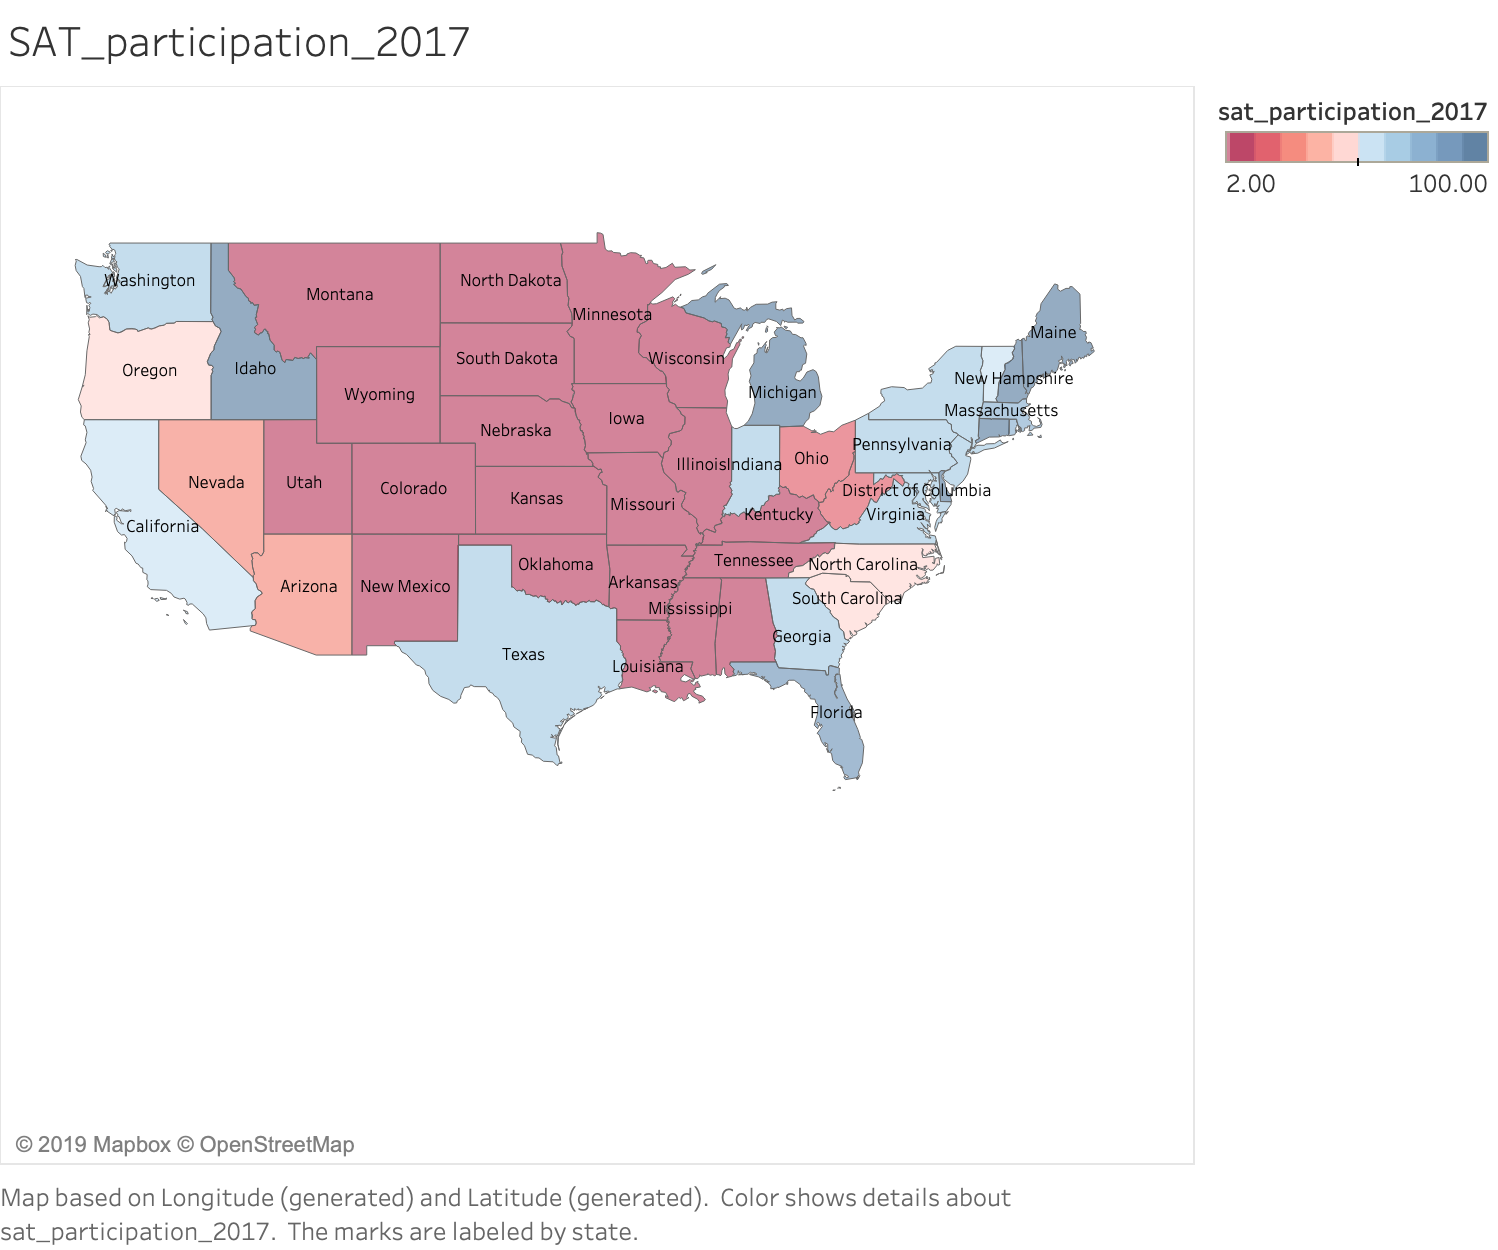 SAT_participation_2017
sat_participation_2017
2.00 100.00
Washington
Montana
North Dakota
Minnesota
Maine
Oregon
Idaho
South Dakota
Wisconsin
Michigan
New Hampshire
Wyoming
Massachusetts
Nebraska
Iowa
Pennsylvania
Nevada
Utah
Colorado
Kansas
Missouri
Illinois
Indiana
Ohio
District of Columbia
California
Kentucky
Virginia
Arizona
New Mexico
Oklahoma
Arkansas
Tennessee
North Carolina
Mississippi
South Carolina
Texas
Louisiana
Georgia
Florida
© 2019 Mapbox © OpenStreetMap
Map based on Longitude (generated) and Latitude (generated). Color shows details about
sat_participation_2017. The marks are labeled by state.